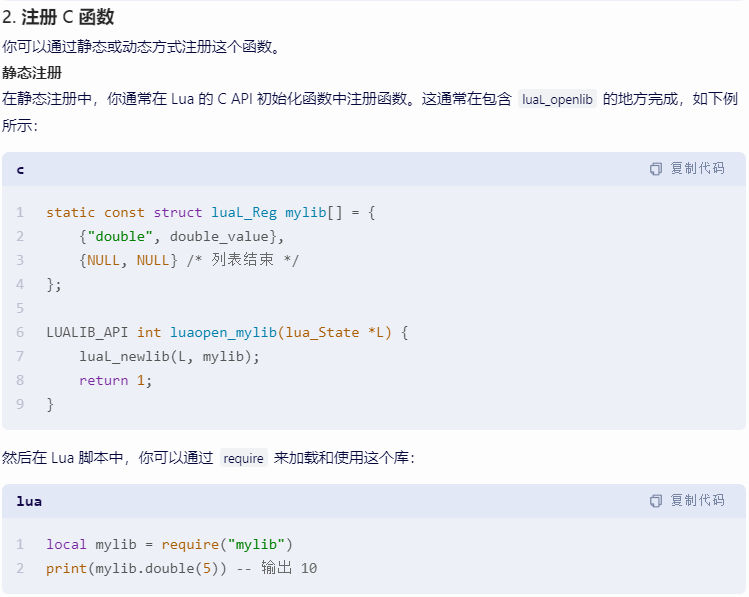 2. 注册 C 函数
你可以通过静态或动态方式注册这个函数。
静态注册
在静态注册中，你通常在 Lua 的 C API 初始化函数中注册函数。这通常在包含 luaL_openlib 的地方完成，如下例
所示：
c 复制代码
1 static const struct luaL_Reg mylib[] = {
2     {"double", double_value},
3     {NULL, NULL} /* 列表结束 */
4 };
5
6 LUALIB_API int luaopen_mylib(lua_State *L) {
7     luaL_newlib(L, mylib);
8     return 1;
9 }
然后在 Lua 脚本中，你可以通过 require 来加载和使用这个库：
lua 复制代码
1 local mylib = require("mylib")
2 print(mylib.double(5)) -- 输出 10